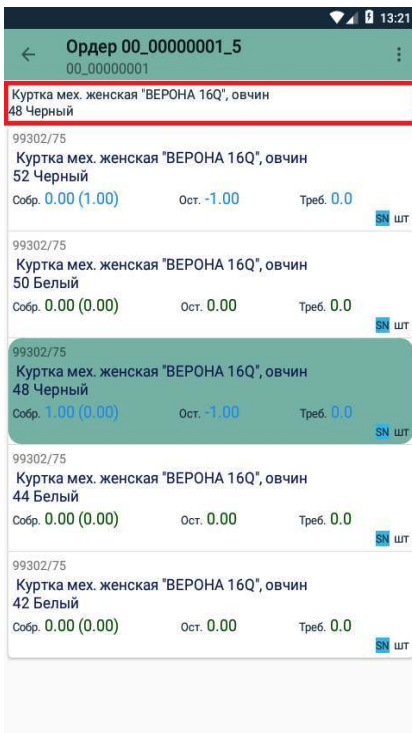 13:21
Ордер 00_00000001_5
00_00000001
Куртка мех. женская "ВЕРОНА 16Q", овчин
48 Черный
99302/75
Куртка мех. женская "ВЕРОНА 16Q", овчин
52 Черный
Собр. 0.00 (1.00) Ост. -1.00 Треб. 0.0
SN шт
99302/75
Куртка мех. женская "ВЕРОНА 16Q", овчин
50 Белый
Собр. 0.00 (0.00) Ост. 0.00 Треб. 0.0
SN шт
99302/75
Куртка мех. женская "ВЕРОНА 16Q", овчин
48 Черный
Собр. 1.00 (0.00) Ост. -1.00 Треб. 0.0
SN шт
99302/75
Куртка мех. женская "ВЕРОНА 16Q", овчин
44 Белый
Собр. 0.00 (0.00) Ост. 0.00 Треб. 0.0
SN шт
99302/75
Куртка мех. женская "ВЕРОНА 16Q", овчин
42 Белый
Собр. 0.00 (0.00) Ост. 0.00 Треб. 0.0
SN шт